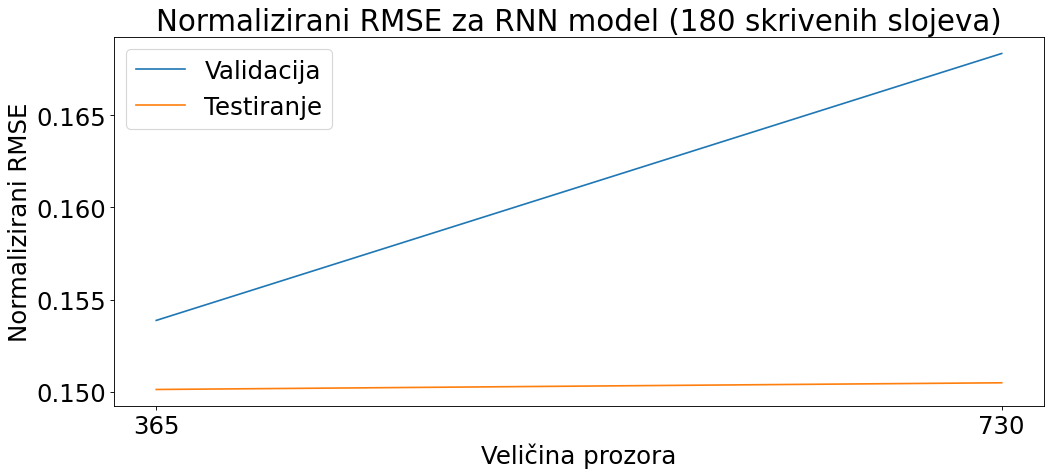 Normalizirani RMSE za RNN model (180 skrivenih slojeva)
Validacija
Testiranje
Normalizirani RMSE
0.165
0.160
0.155
0.150
365
730
Veličina prozora